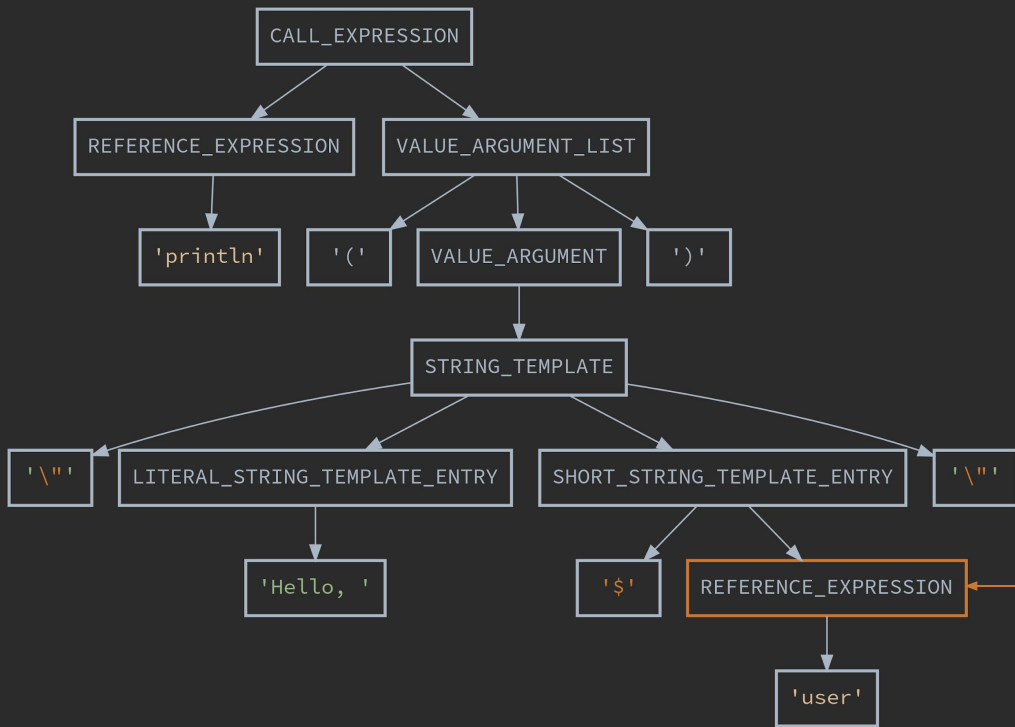 CALL_EXPRESSION
REFERENCE_EXPRESSION
VALUE_ARGUMENT_LIST
'println'
'('
VALUE_ARGUMENT
')'
STRING_TEMPLATE
'\"'
LITERAL_STRING_TEMPLATE_ENTRY
SHORT_STRING_TEMPLATE_ENTRY
'\"'
'Hello, '
'$'
REFERENCE_EXPRESSION
'user'